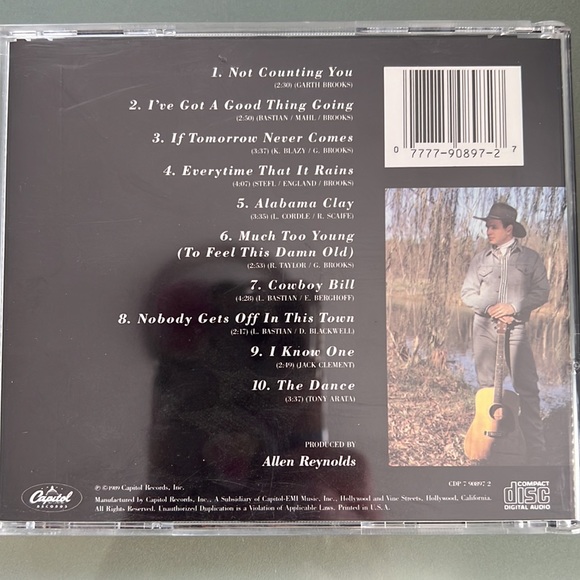 1. Not Counting You
(2:30) (GARTH BROOKS)
2. I've Got A Good Thing Going
(2:50) (BASTIAN / MAHL / BROOKS)
3. If Tomorrow Never Comes
(3:37) (K. BLAZY / G. BROOKS)
4. Everytime That It Rains
(4:07) (STEFL / ENGLAND / BROOKS)
5. Alabama Clay
(3:35) (L. CORDLE / R. SCAIFE)
6. Much Too Young
(To Feel This Damn Old)
(2:53) (R. TAYLOR / G. BROOKS)
7. Cowboy Bill
(4:28) (L. BASTIAN / E. BERGHOFF)
8. Nobody Gets Off In This Town
(2:17) (L. BASTIAN / D. BLACKWELL)
9. I Know One
(2:49) (JACK CLEMENT)
10. The Dance
(3:37) (TONY ARATA)
PRODUCED BY
Allen Reynolds
0 7777-90897-2 7
Capitol
RECORDS
℗ ©1989 Capitol Records, Inc.
Manufactured by Capitol Records, Inc., A Subsidiary of Capitol-EMI Music, Inc., Hollywood and Vine Streets, Hollywood, California.
All Rights Reserved. Unauthorized Duplication is a Violation of Applicable Laws. Printed in U.S.A.
CDP 7 90897 2
COMPACT
disc
DIGITAL AUDIO